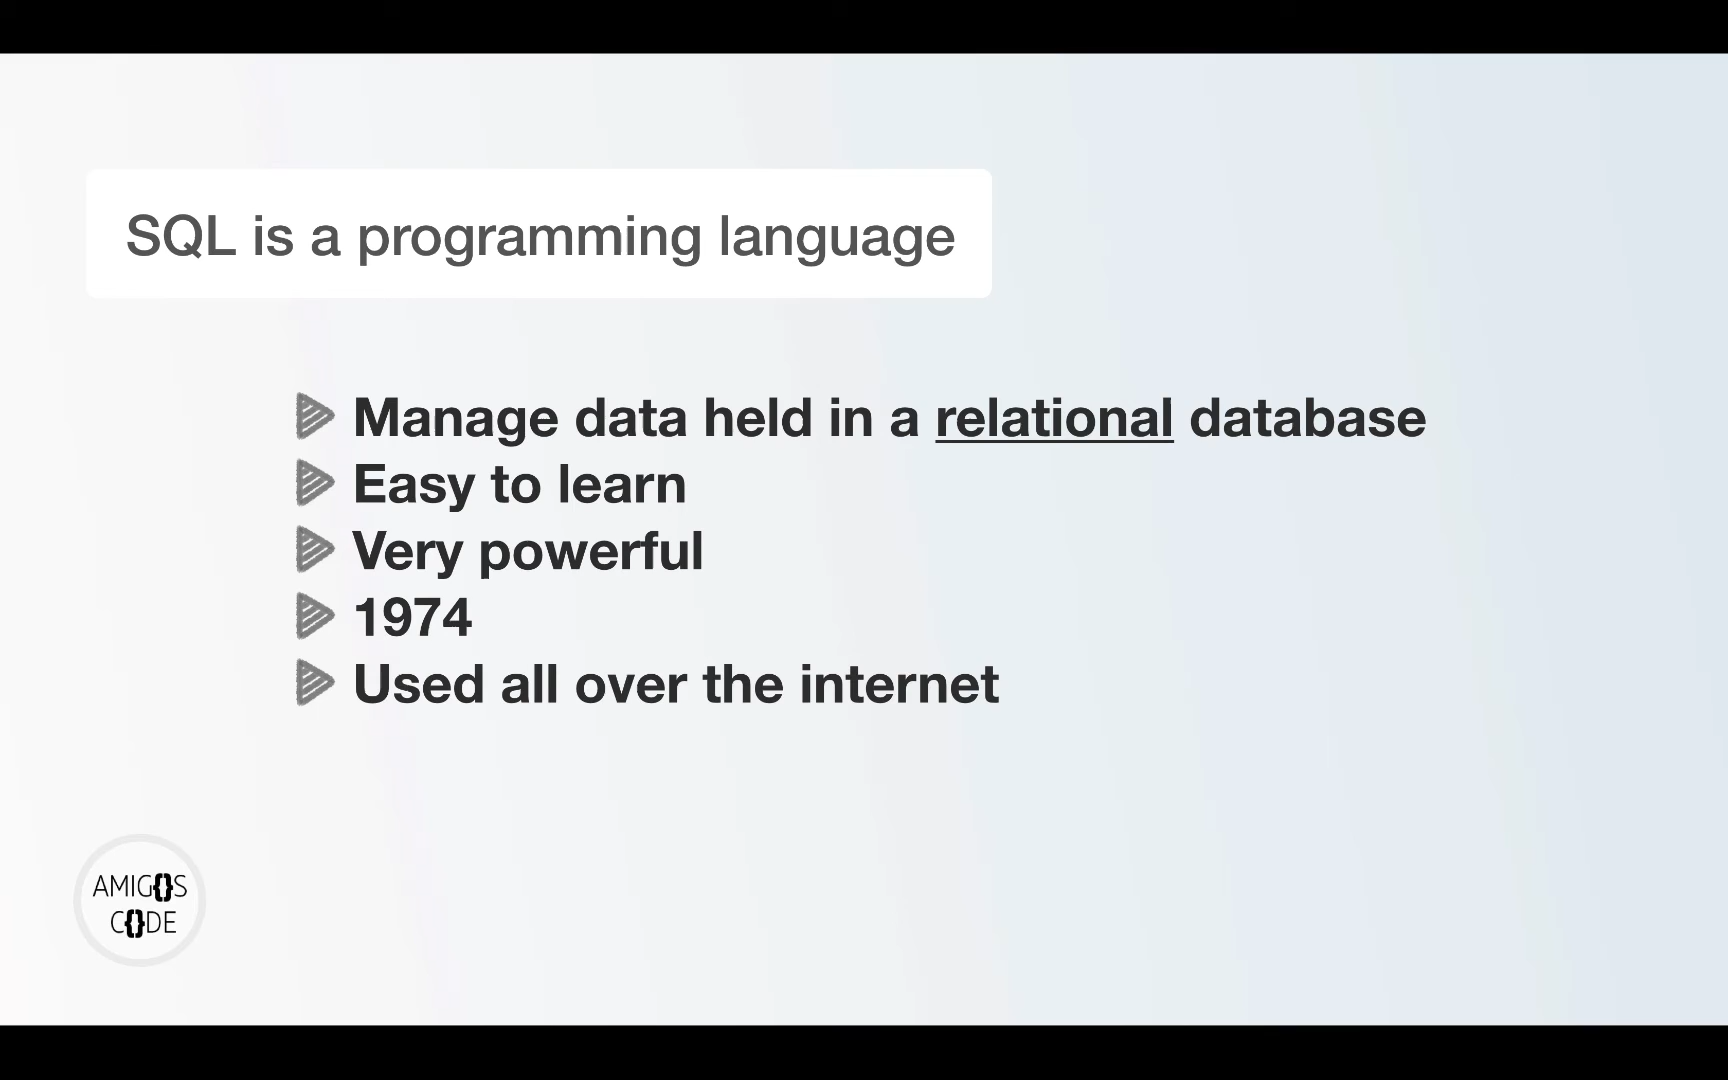 SQL is a programming language
Manage data held in a relational database
Easy to learn
Very powerful
1974
Used all over the internet
AMIG{}S
C{}DE